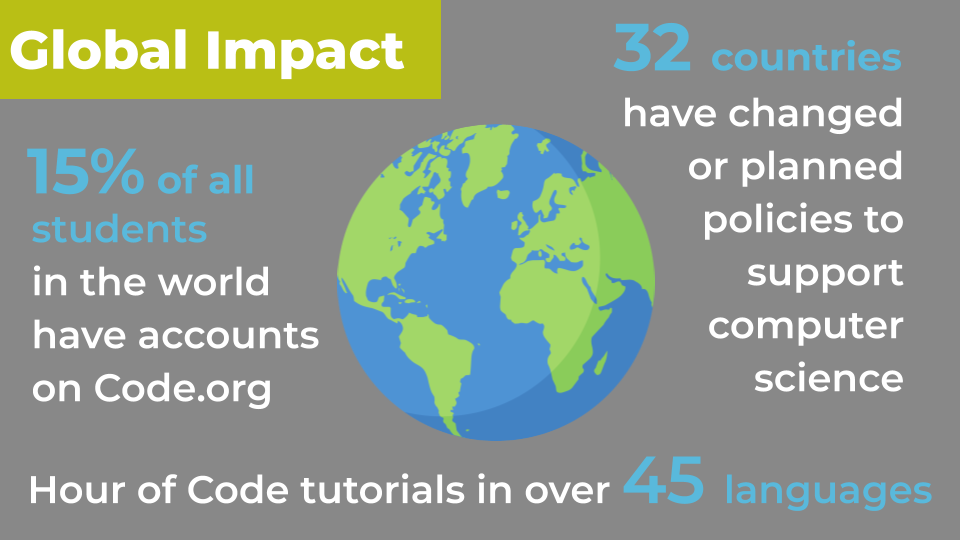 Global Impact
15% of all
students
in the world
have accounts
on Code.org
32 countries
have changed
or planned
policies to
support
computer
science
Hour of Code tutorials in over 45 languages